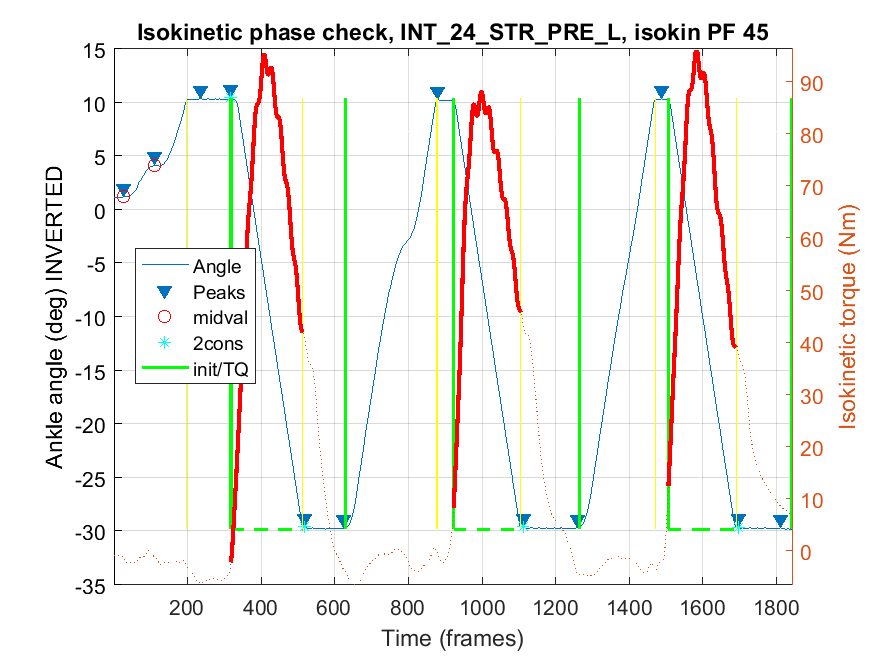 Isokinetic phase check, INT_24_STR_PRE_L, isokin PF 45
15
10
5
0
-5
-10
-15
-20
-25
-30
-35
Ankle angle (deg) INVERTED
Angle
Peaks
midval
2cons
init/TQ
90
80
70
60
50
40
30
20
10
0
Isokinetic torque (Nm)
200 400 600 800 1000 1200 1400 1600 1800
Time (frames)